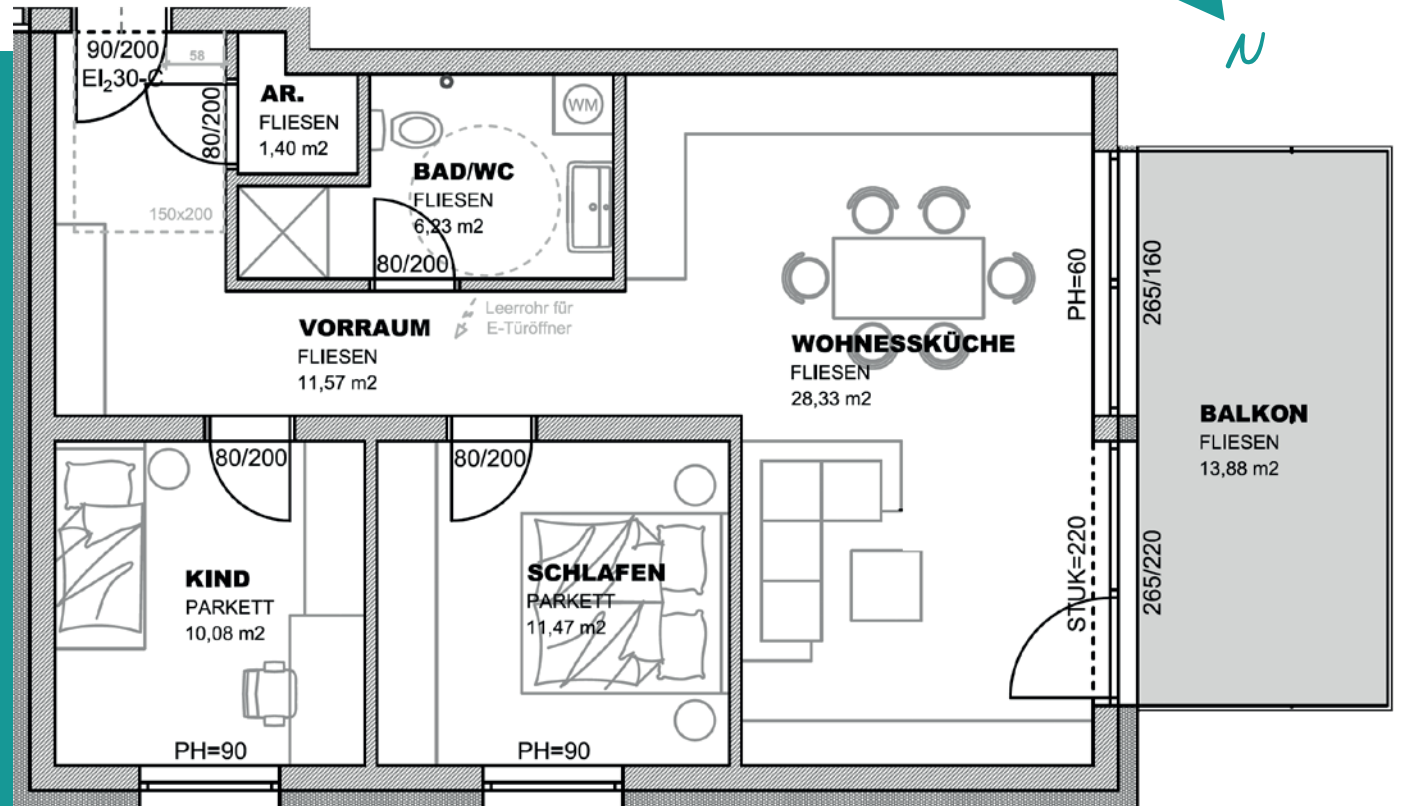 N
90/200
EI₂30-C
58
80/200
150x200
AR.
FLIESEN
1,40 m2
WM
BAD/WC
FLIESEN
6,23 m2
80/200
Leerrohr für
E-Türöffner
VORRAUM
FLIESEN
11,57 m2
WOHNESSKÜCHE
FLIESEN
28,33 m2
PH=60
265/160
BALKON
FLIESEN
13,88 m2
STUK=220
265/220
80/200
KIND
PARKETT
10,08 m2
PH=90
80/200
SCHLAFEN
PARKETT
11,47 m2
PH=90